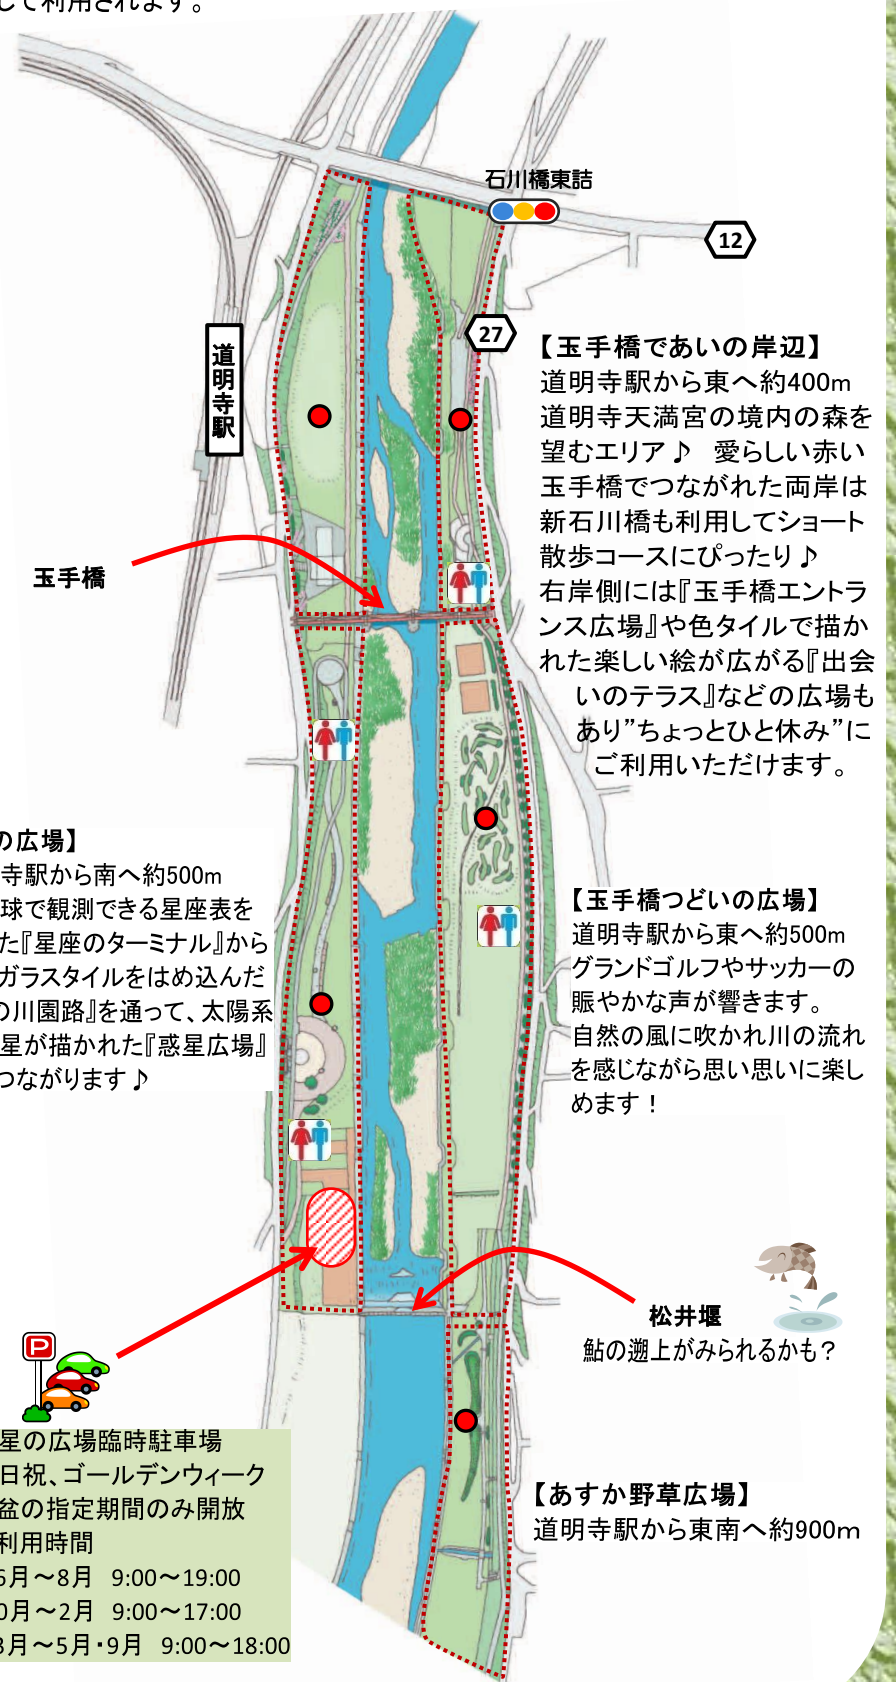 して利用されます。
石川橋東詰
12
27
道明寺駅
【玉手橋であいの岸辺】
道明寺駅から東へ約400m
道明寺天満宮の境内の森を
望むエリア♪　愛らしい赤い
玉手橋でつながれた両岸は
新石川橋も利用してショート
散歩コースにぴったり♪
右岸側には『玉手橋エントラ
ンス広場』や色タイルで描か
れた楽しい絵が広がる『出会
いのテラス』などの広場も
あり”ちょっとひと休み”に
ご利用いただけます。
玉手橋
の広場】
寺駅から南へ約500m
球で観測できる星座表を
た『星座のターミナル』から
ガラスタイルをはめ込んだ
の川園路』を通って、太陽系
星が描かれた『惑星広場』
つながります♪
【玉手橋つどいの広場】
道明寺駅から東へ約500m
グランドゴルフやサッカーの
賑やかな声が響きます。
自然の風に吹かれ川の流れ
を感じながら思い思いに楽し
めます！
松井堰
鮎の遡上がみられるかも？
P
星の広場臨時駐車場
日祝、ゴールデンウィーク
盆の指定期間のみ開放
利用時間
6月～8月　9:00～19:00
0月～2月　9:00～17:00
3月～5月・9月　9:00～18:00
【あすか野草広場】
道明寺駅から東南へ約900m